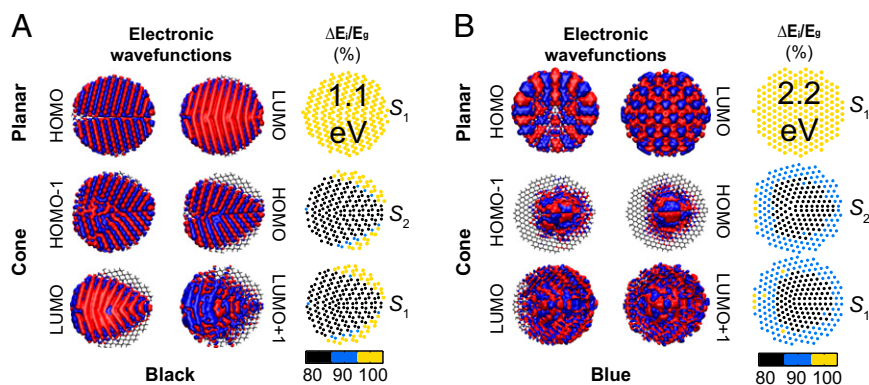 A
Electronic
wavefunctions
ΔEᵢ/E₉
(%)
Planar
HOMO
LUMO
1.1
eV
S₁
Cone
HOMO-1
HOMO
S₂
LUMO
LUMO+1
S₁
80 90 100
Black
B
Electronic
wavefunctions
ΔEᵢ/E₉
(%)
Planar
HOMO
LUMO
2.2
eV
S₁
Cone
HOMO-1
HOMO
S₂
LUMO
LUMO+1
S₁
80 90 100
Blue